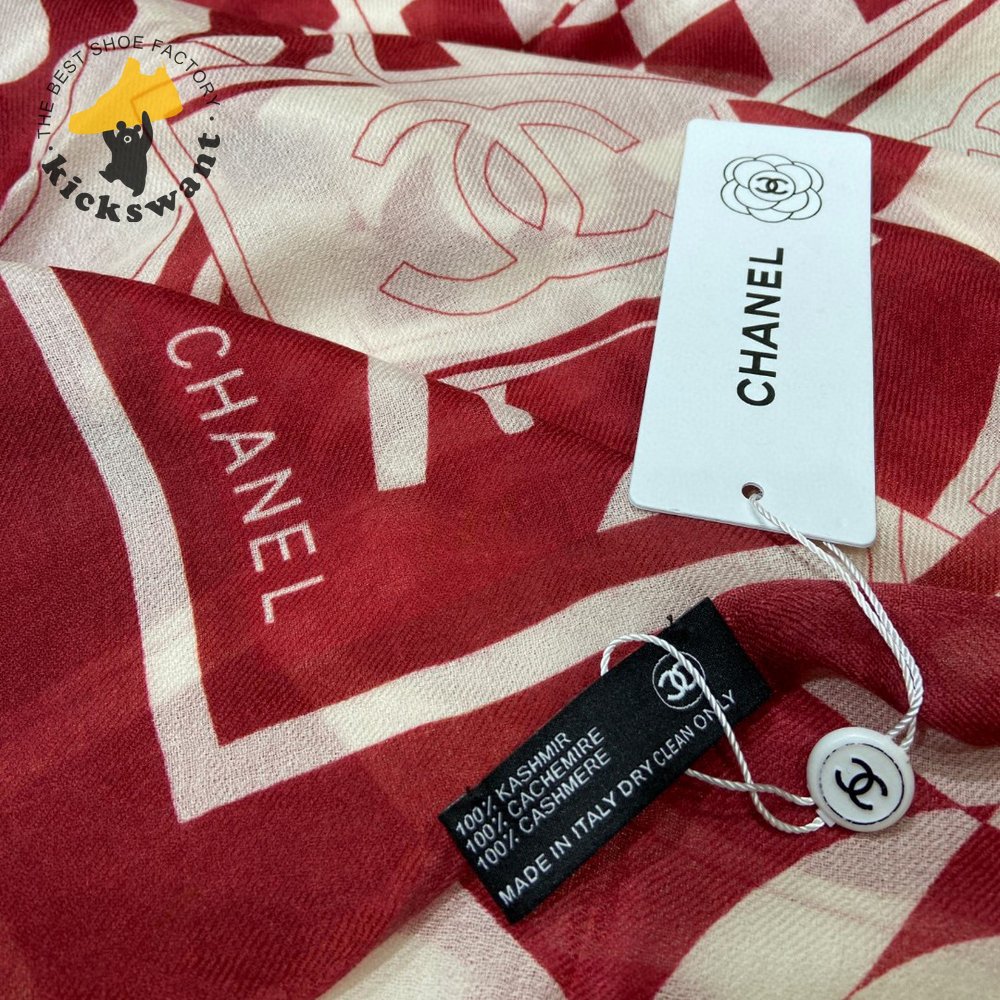 THE BEST SHOE FACTORY
kickswant
CHANEL
CHANEL
100% KASHMIR
100% CACHEMIRE
100% CASHMERE
MADE IN ITALY DRY CLEAN ONLY